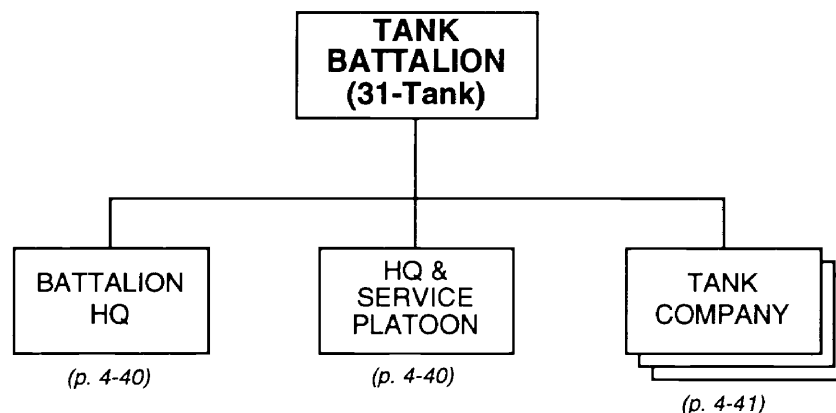 TANK
BATTALION
(31-Tank)
BATTALION
HQ
(p. 4-40)
HQ &
SERVICE
PLATOON
(p. 4-40)
TANK
COMPANY
(p. 4-41)